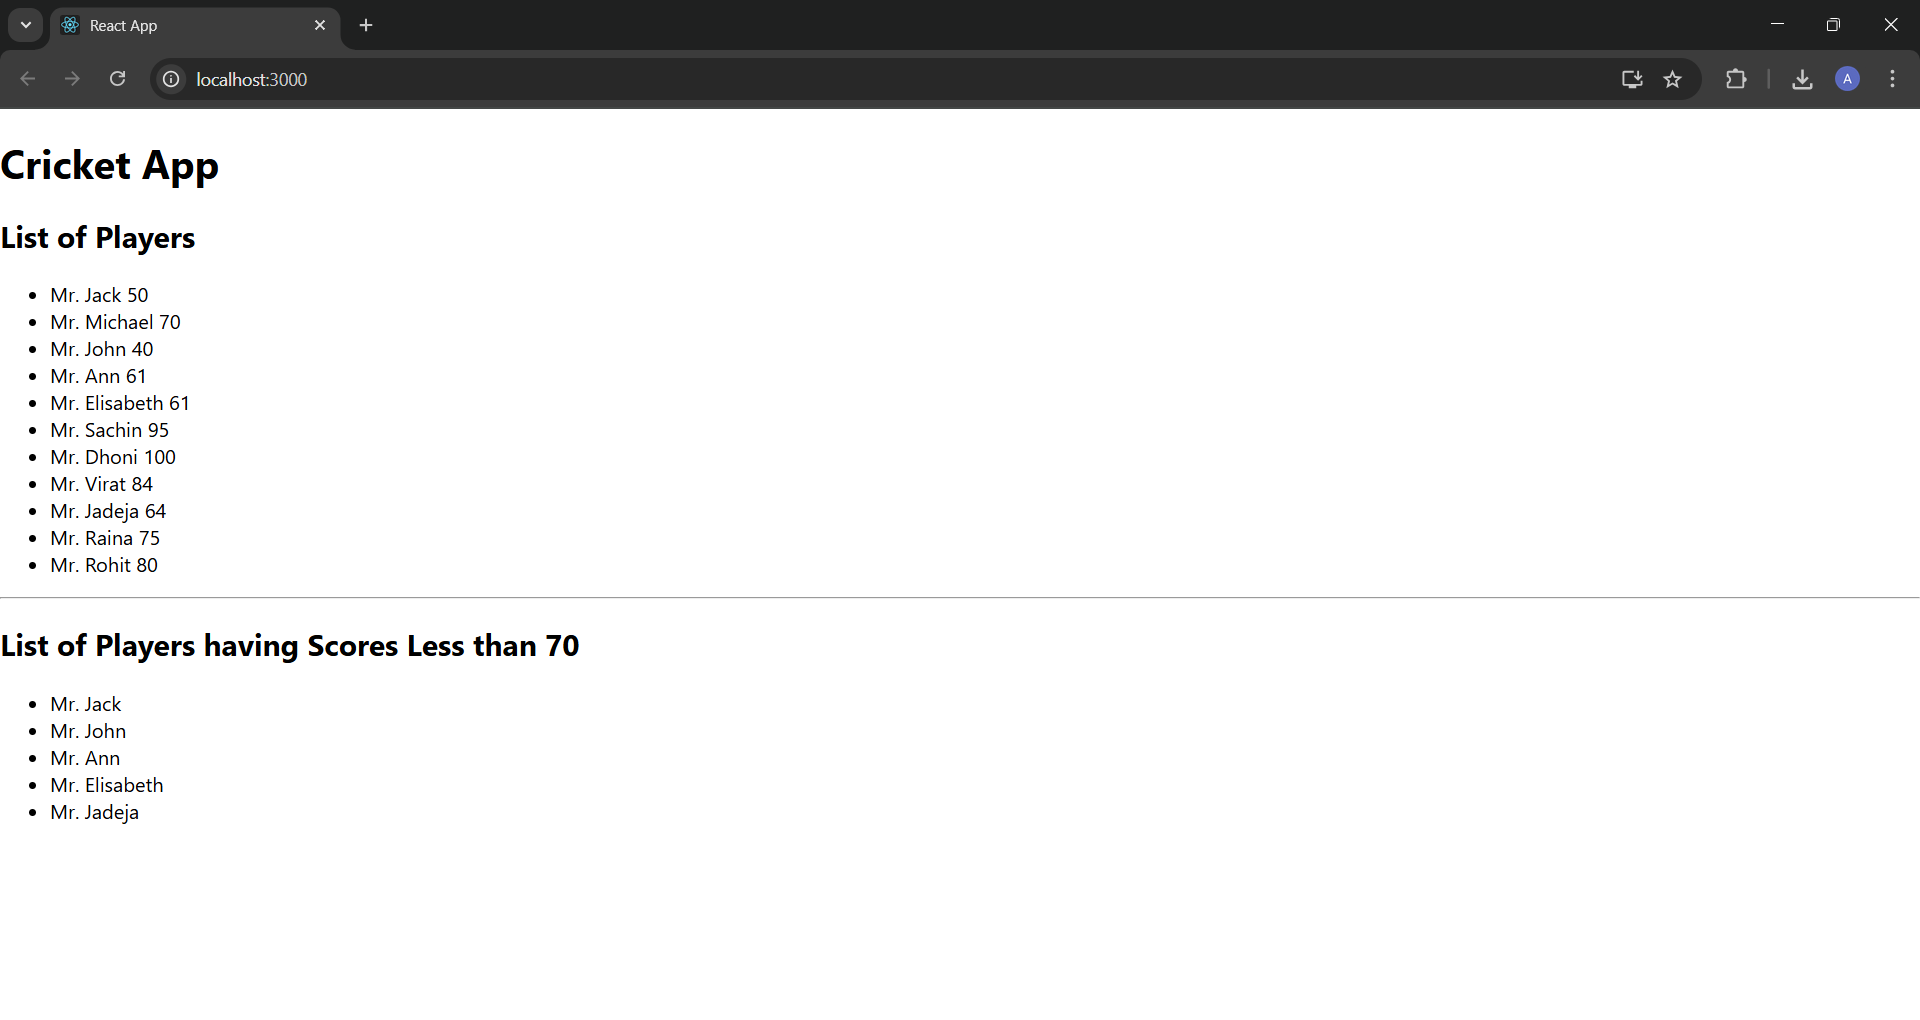 React App
localhost:3000
A
Cricket App
List of Players
Mr. Jack 50
Mr. Michael 70
Mr. John 40
Mr. Ann 61
Mr. Elisabeth 61
Mr. Sachin 95
Mr. Dhoni 100
Mr. Virat 84
Mr. Jadeja 64
Mr. Raina 75
Mr. Rohit 80
List of Players having Scores Less than 70
Mr. Jack
Mr. John
Mr. Ann
Mr. Elisabeth
Mr. Jadeja